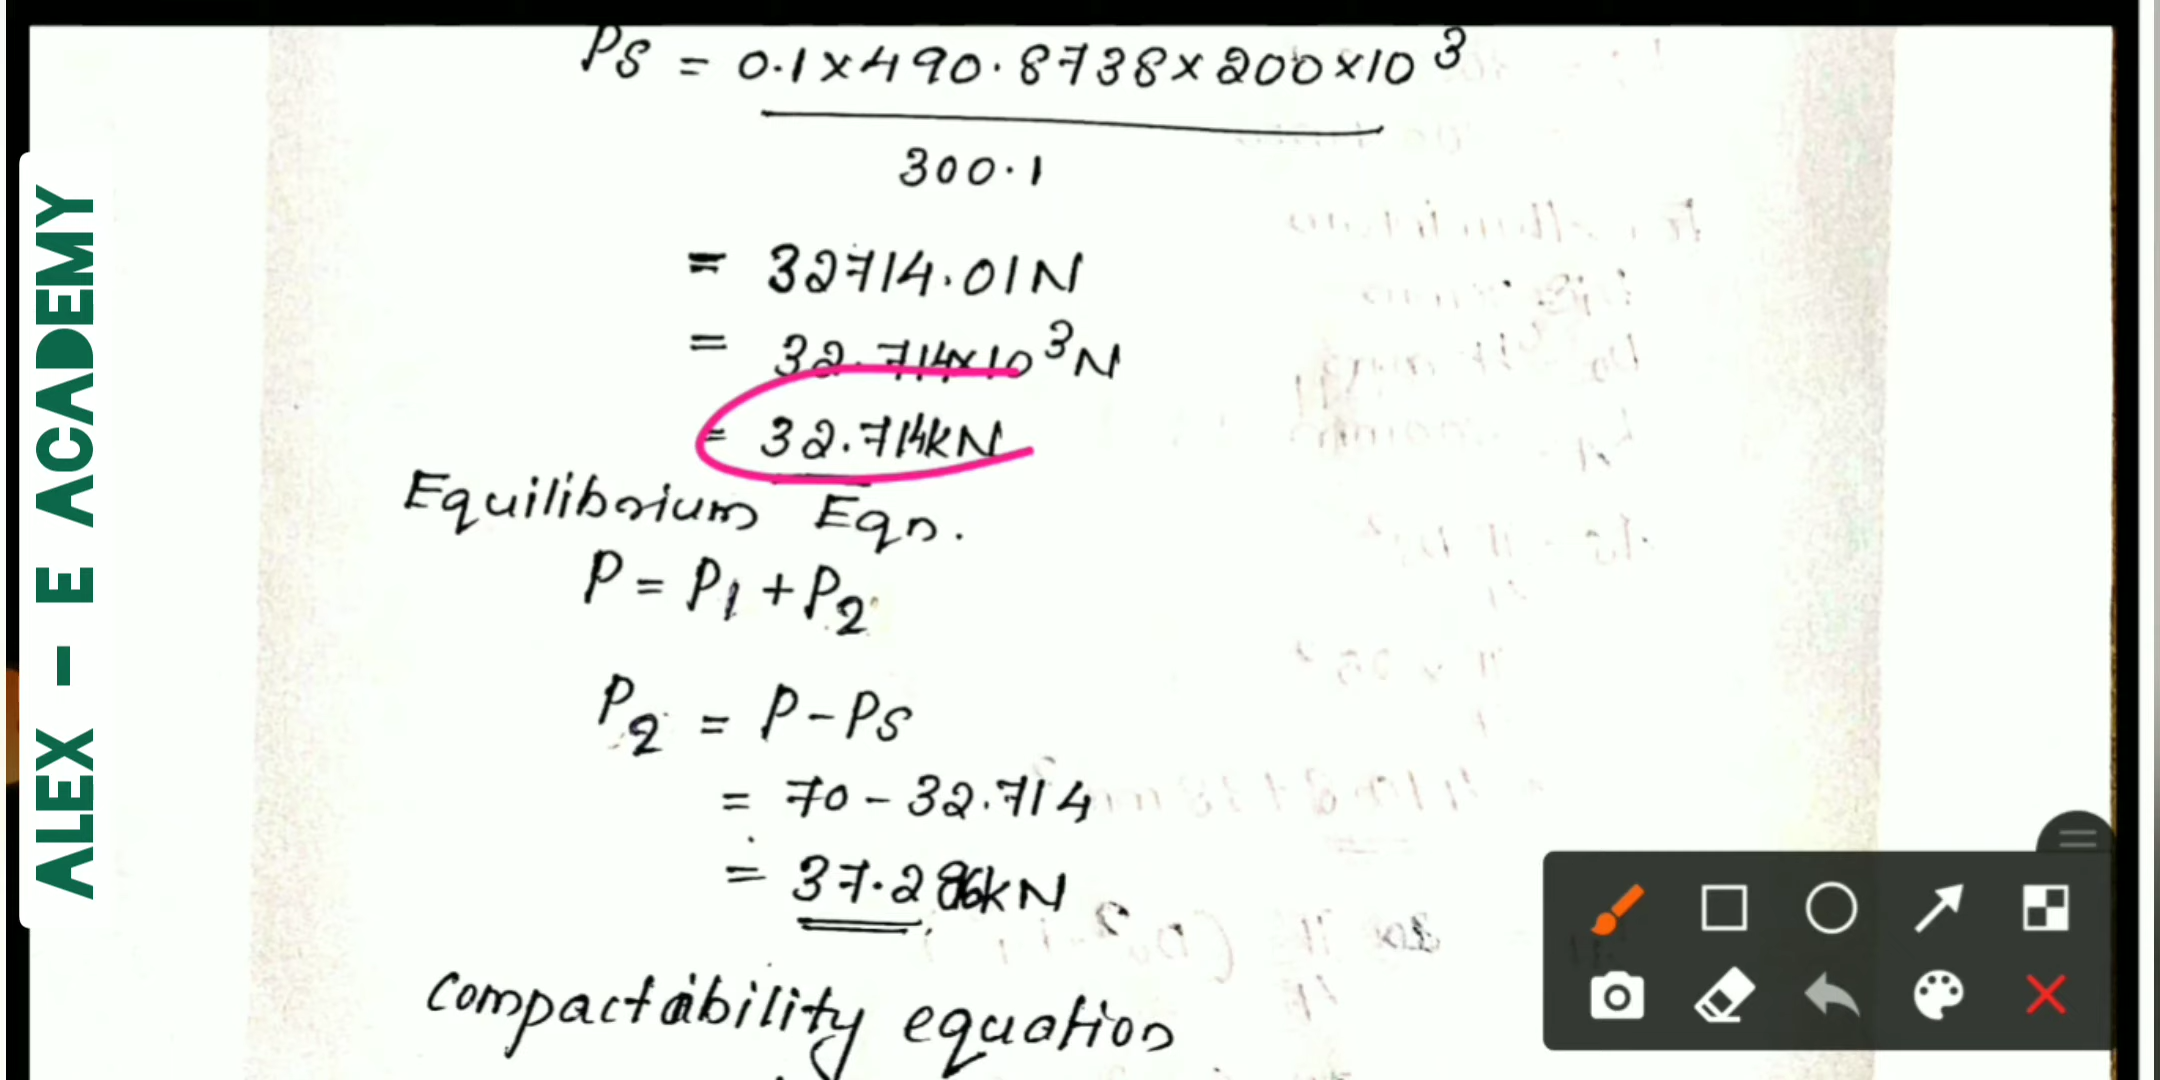 ALEX - E ACADEMY
PS = 0.1×490.8738×200×10³
300.1
= 32714.01N
= 32.714×10³N
= 32.714kN
Equilibrium Eqn.
P = P₁ + P₂
P₂ = P - PS
= 70 - 32.714
= 37.286kN
Compactability equation